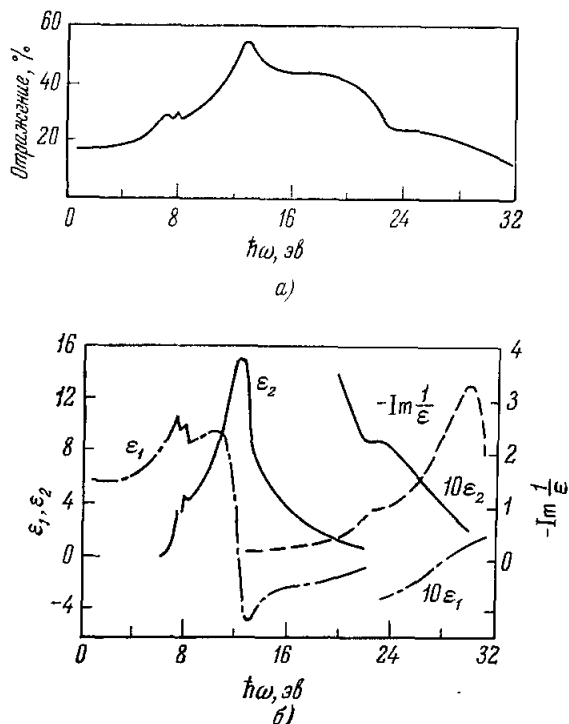 60
40
20
Отражение, %
0 8 16 24 32
ħω, эв
а)
16
12
8
4
0
-4
ε₁, ε₂
ε₁
ε₂
-Im 1/ε
10ε₂
10ε₁
4
3
2
1
0
-Im 1/ε
0 8 16 24 32
ħω, эв
б)